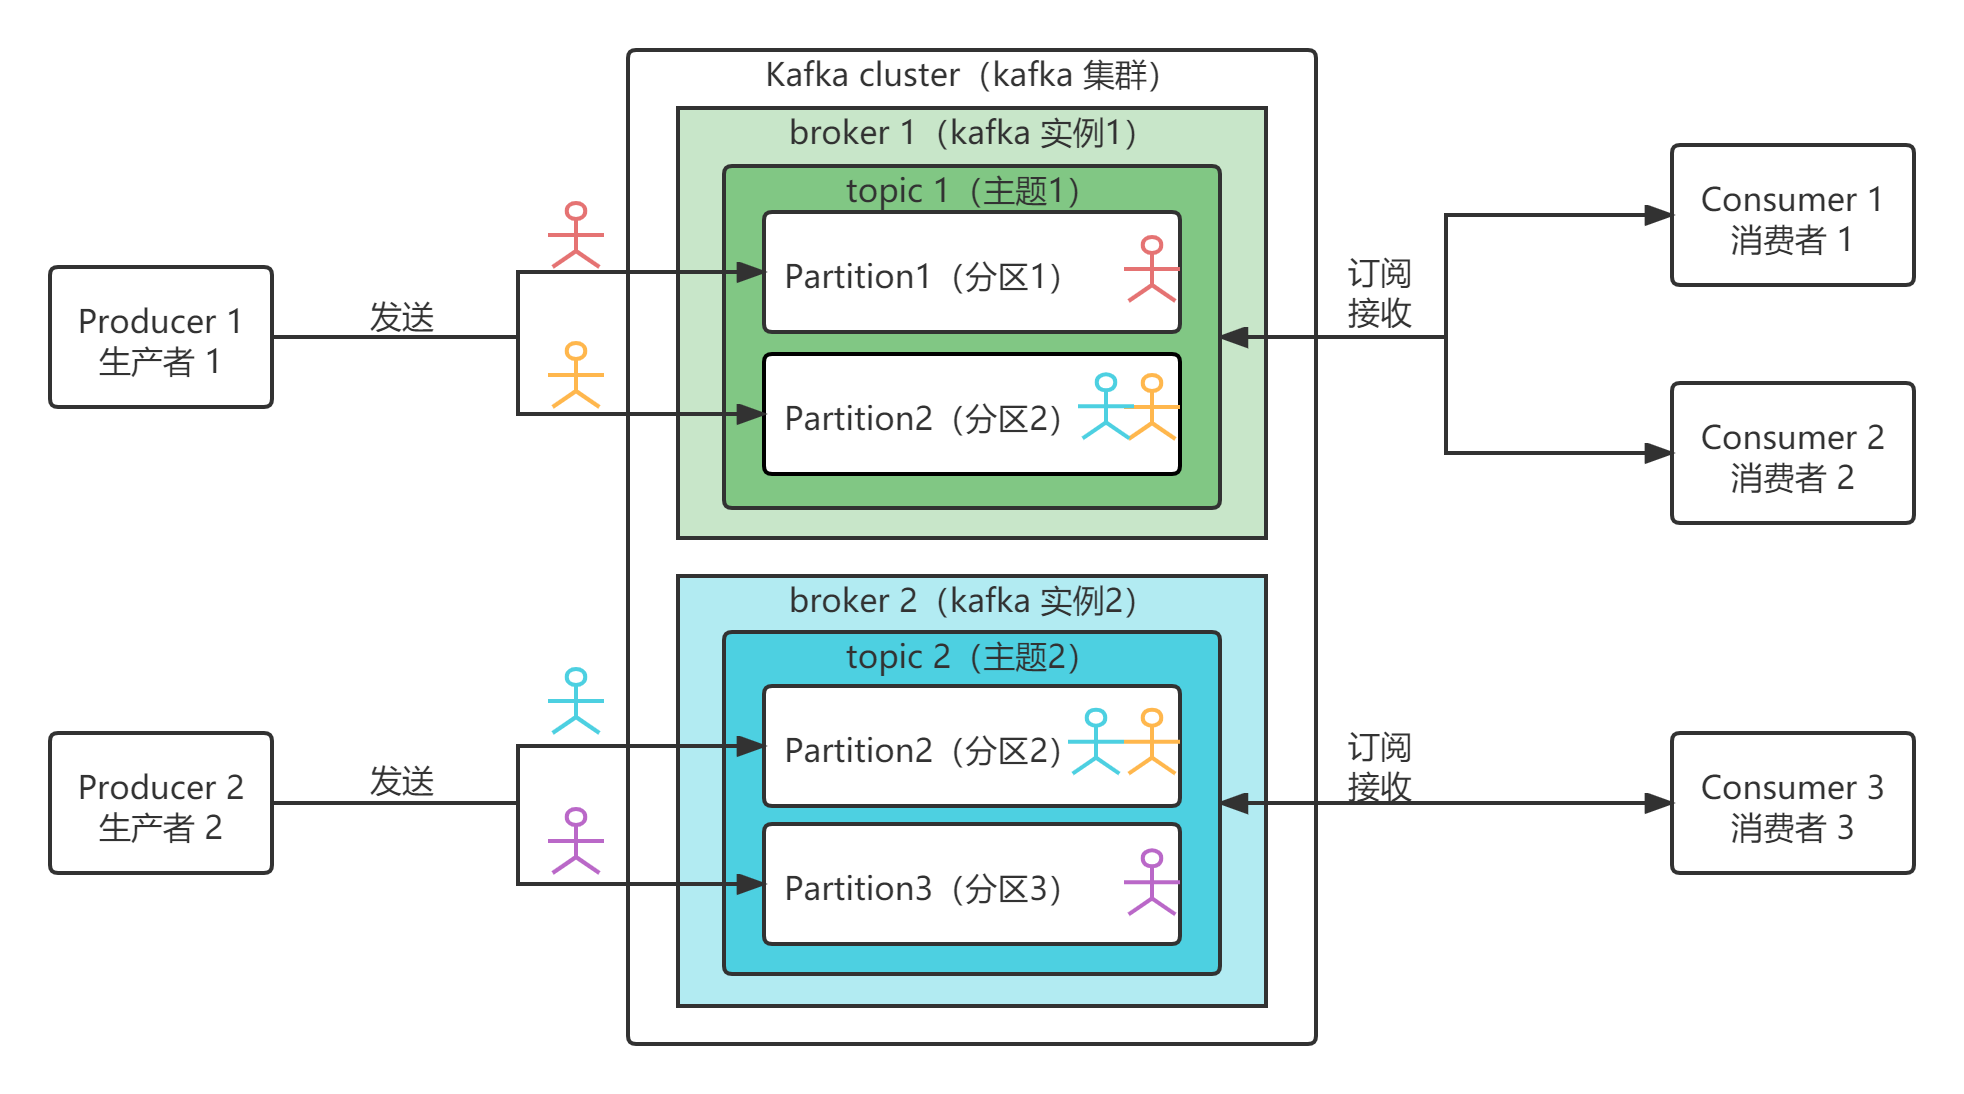 Kafka cluster（kafka 集群）
broker 1（kafka 实例1）
topic 1（主题1）
Partition1（分区1）
Partition2（分区2）
Producer 1
生产者 1
发送
订阅
接收
Consumer 1
消费者 1
Consumer 2
消费者 2
broker 2（kafka 实例2）
topic 2（主题2）
Partition2（分区2）
Partition3（分区3）
Producer 2
生产者 2
发送
订阅
接收
Consumer 3
消费者 3